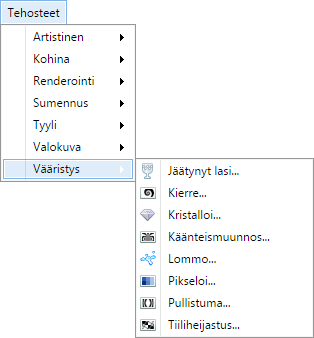 Tehosteet
Artistinen
Kohina
Renderointi
Sumennus
Tyyli
Valokuva
Vääristys
Jäätynyt lasi...
Kierre...
Kristalloi...
Käänteismuunnos...
Lommo...
Pikseloi...
Pullistuma...
Tiiliheijastus...